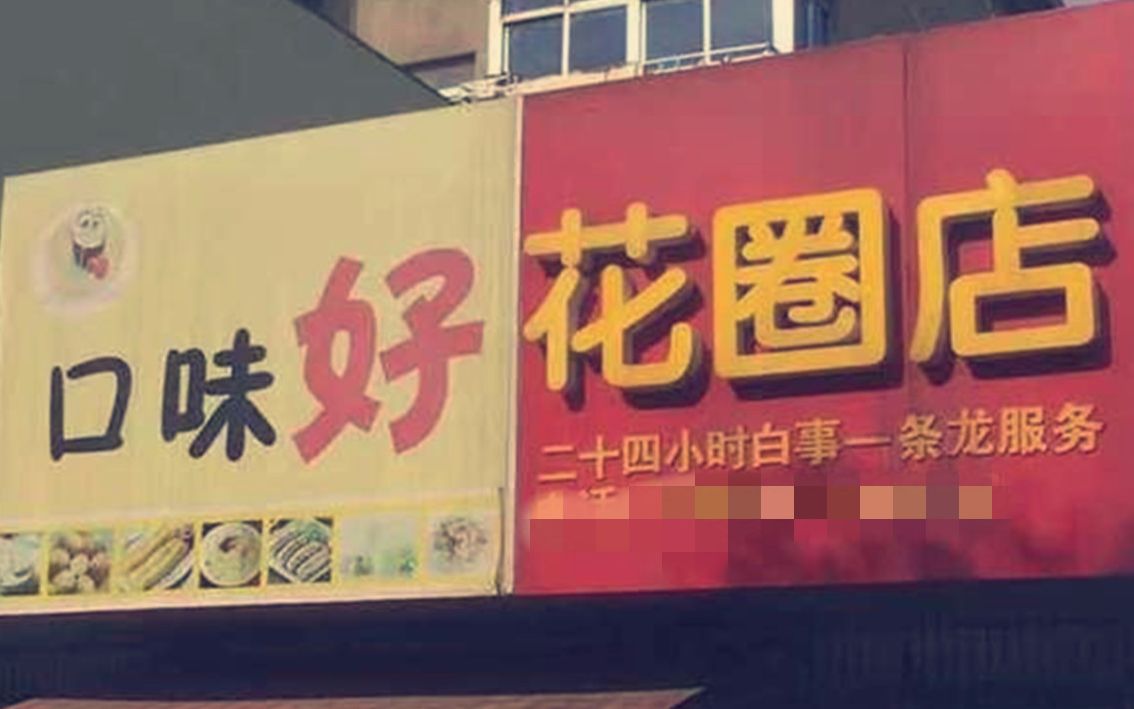 口味好
花圈店
二十四小时白事一条龙服务